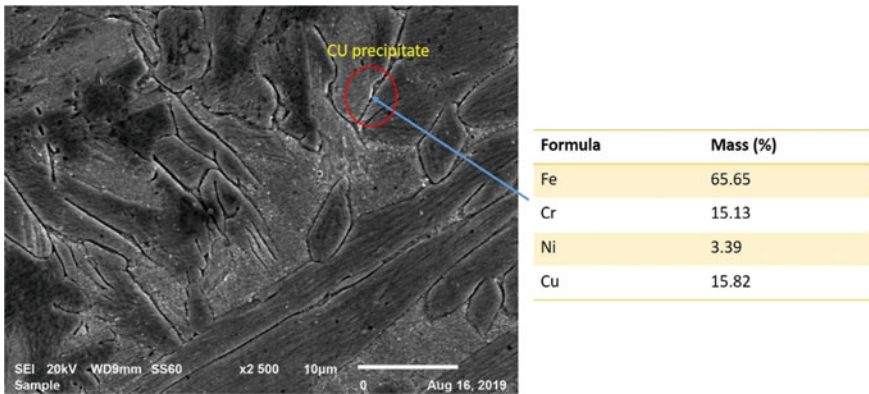 CU precipitate
SEI 20kV WD9mm SS60 x2 500 10μm
Sample 0 Aug 16, 2019
Formula Mass (%)
Fe 65.65
Cr 15.13
Ni 3.39
Cu 15.82